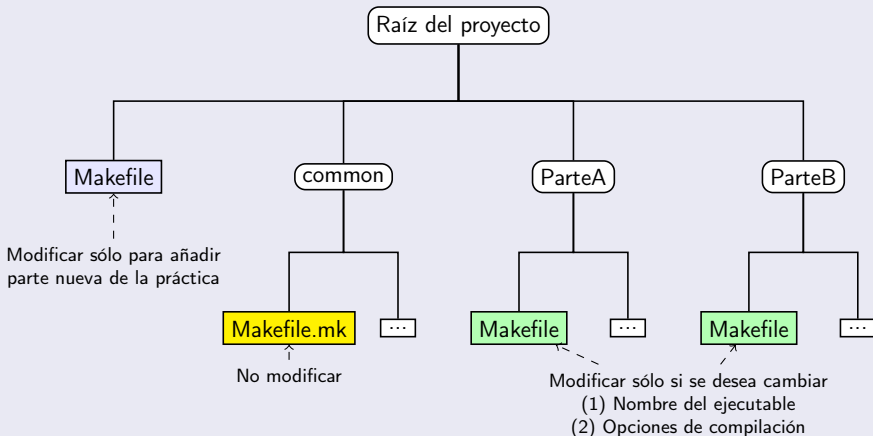 Raíz del proyecto
Makefile
common
ParteA
ParteB
Modificar sólo para añadir
parte nueva de la práctica
Makefile.mk
...
Makefile
...
Makefile
...
No modificar
Modificar sólo si se desea cambiar
(1) Nombre del ejecutable
(2) Opciones de compilación